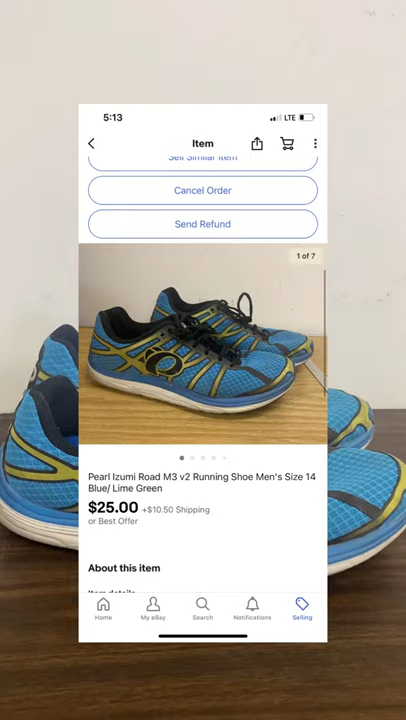 5:13
LTE
Item
Sell Similar Item
Cancel Order
Send Refund
1 of 7
Pearl Izumi Road M3 v2 Running Shoe Men's Size 14
Blue/ Lime Green
$25.00 +$10.50 Shipping
or Best Offer
About this item
Item details
Home
My eBay
Search
Notifications
Selling